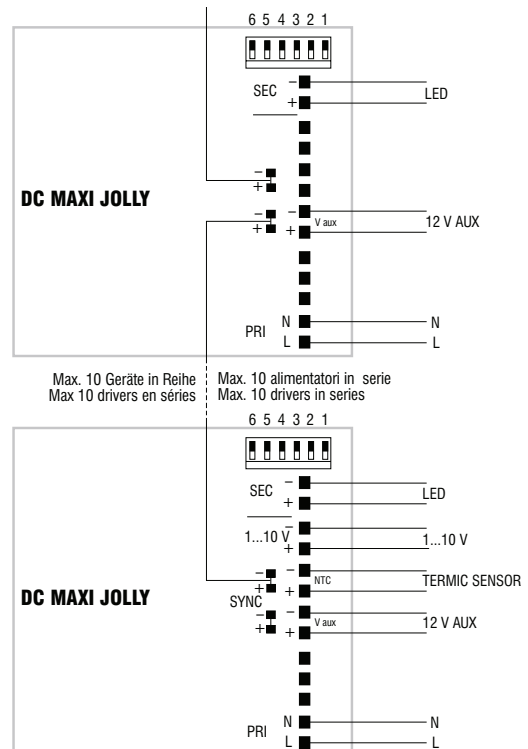 6 5 4 3 2 1
−
SEC
LED
+
−
+
DC MAXI JOLLY
− −
V aux
12 V AUX
+ +
N N
PRI
L L
Max. 10 Geräte in Reihe Max. 10 alimentatori in serie
Max 10 drivers en séries Max. 10 drivers in series
6 5 4 3 2 1
−
SEC
LED
+
−
1...10 V
1...10 V
+
− −
NTC
TERMIC SENSOR
+ +
DC MAXI JOLLY
SYNC
− −
V aux
12 V AUX
+ +
N N
PRI
L L